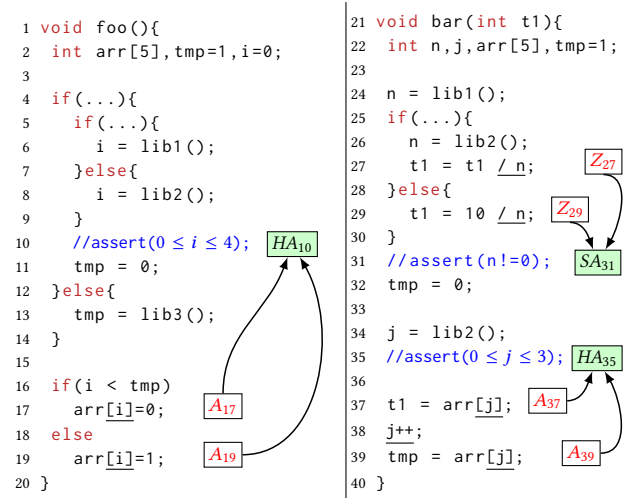 1 void foo(){
2 int arr[5],tmp=1,i=0;
3
4 if(...){
5 if(...){
6 i = lib1();
7 }else{
8 i = lib2();
9 }
10 //assert(0 ≤ i ≤ 4); HA10
11 tmp = 0;
12 }else{
13 tmp = lib3();
14 }
15
16 if(i < tmp)
17 arr[i]=0; A17
18 else
19 arr[i]=1; A19
20 }
21 void bar(int t1){
22 int n,j,arr[5],tmp=1;
23
24 n = lib1();
25 if(...){
26 n = lib2();
27 t1 = t1 / n; Z27
28 }else{
29 t1 = 10 / n; Z29
30 }
31 //assert(n!=0); SA31
32 tmp = 0;
33
34 j = lib2();
35 //assert(0 ≤ j ≤ 3); HA35
36
37 t1 = arr[j]; A37
38 j++;
39 tmp = arr[j]; A39
40 }